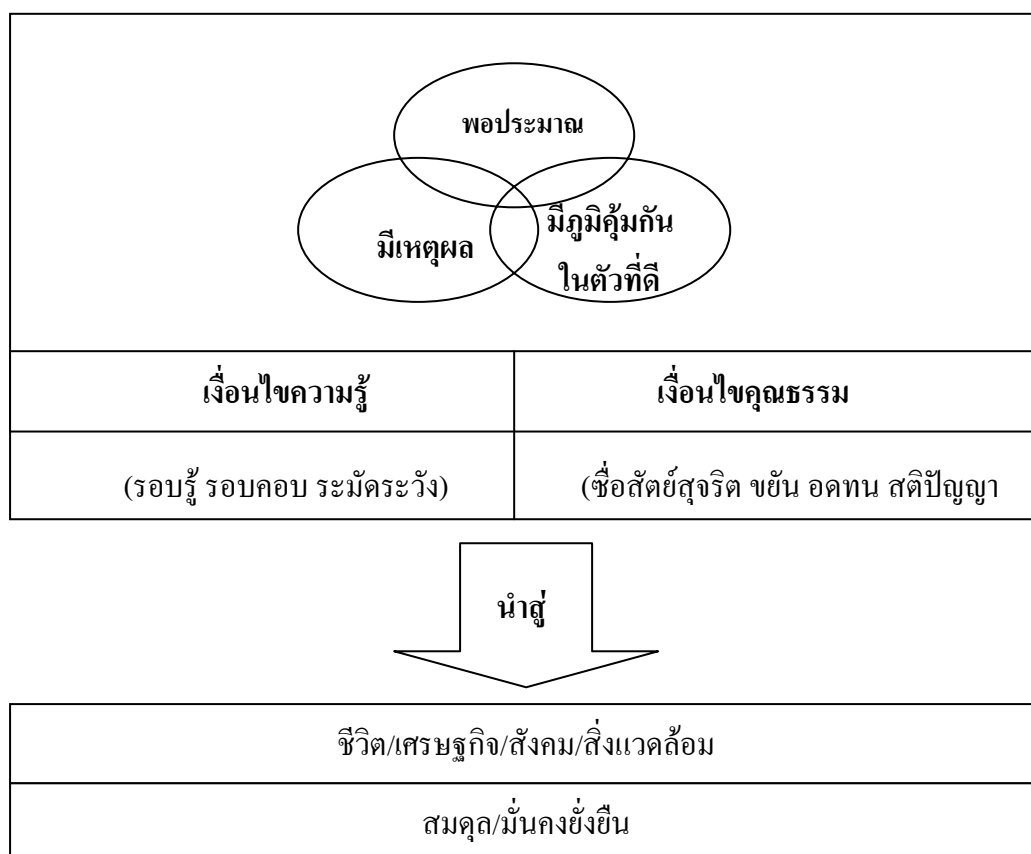 พอประมาณ
มีเหตุผล
มีภูมิคุ้มกัน
ในตัวที่ดี
เงื่อนไขความรู้
เงื่อนไขคุณธรรม
(รอบรู้ รอบคอบ ระมัดระวัง)
(ซื่อสัตย์สุจริต ขยัน อดทน สติปัญญา
นำสู่
ชีวิต/เศรษฐกิจ/สังคม/สิ่งแวดล้อม
สมดุล/มั่นคงยั่งยืน